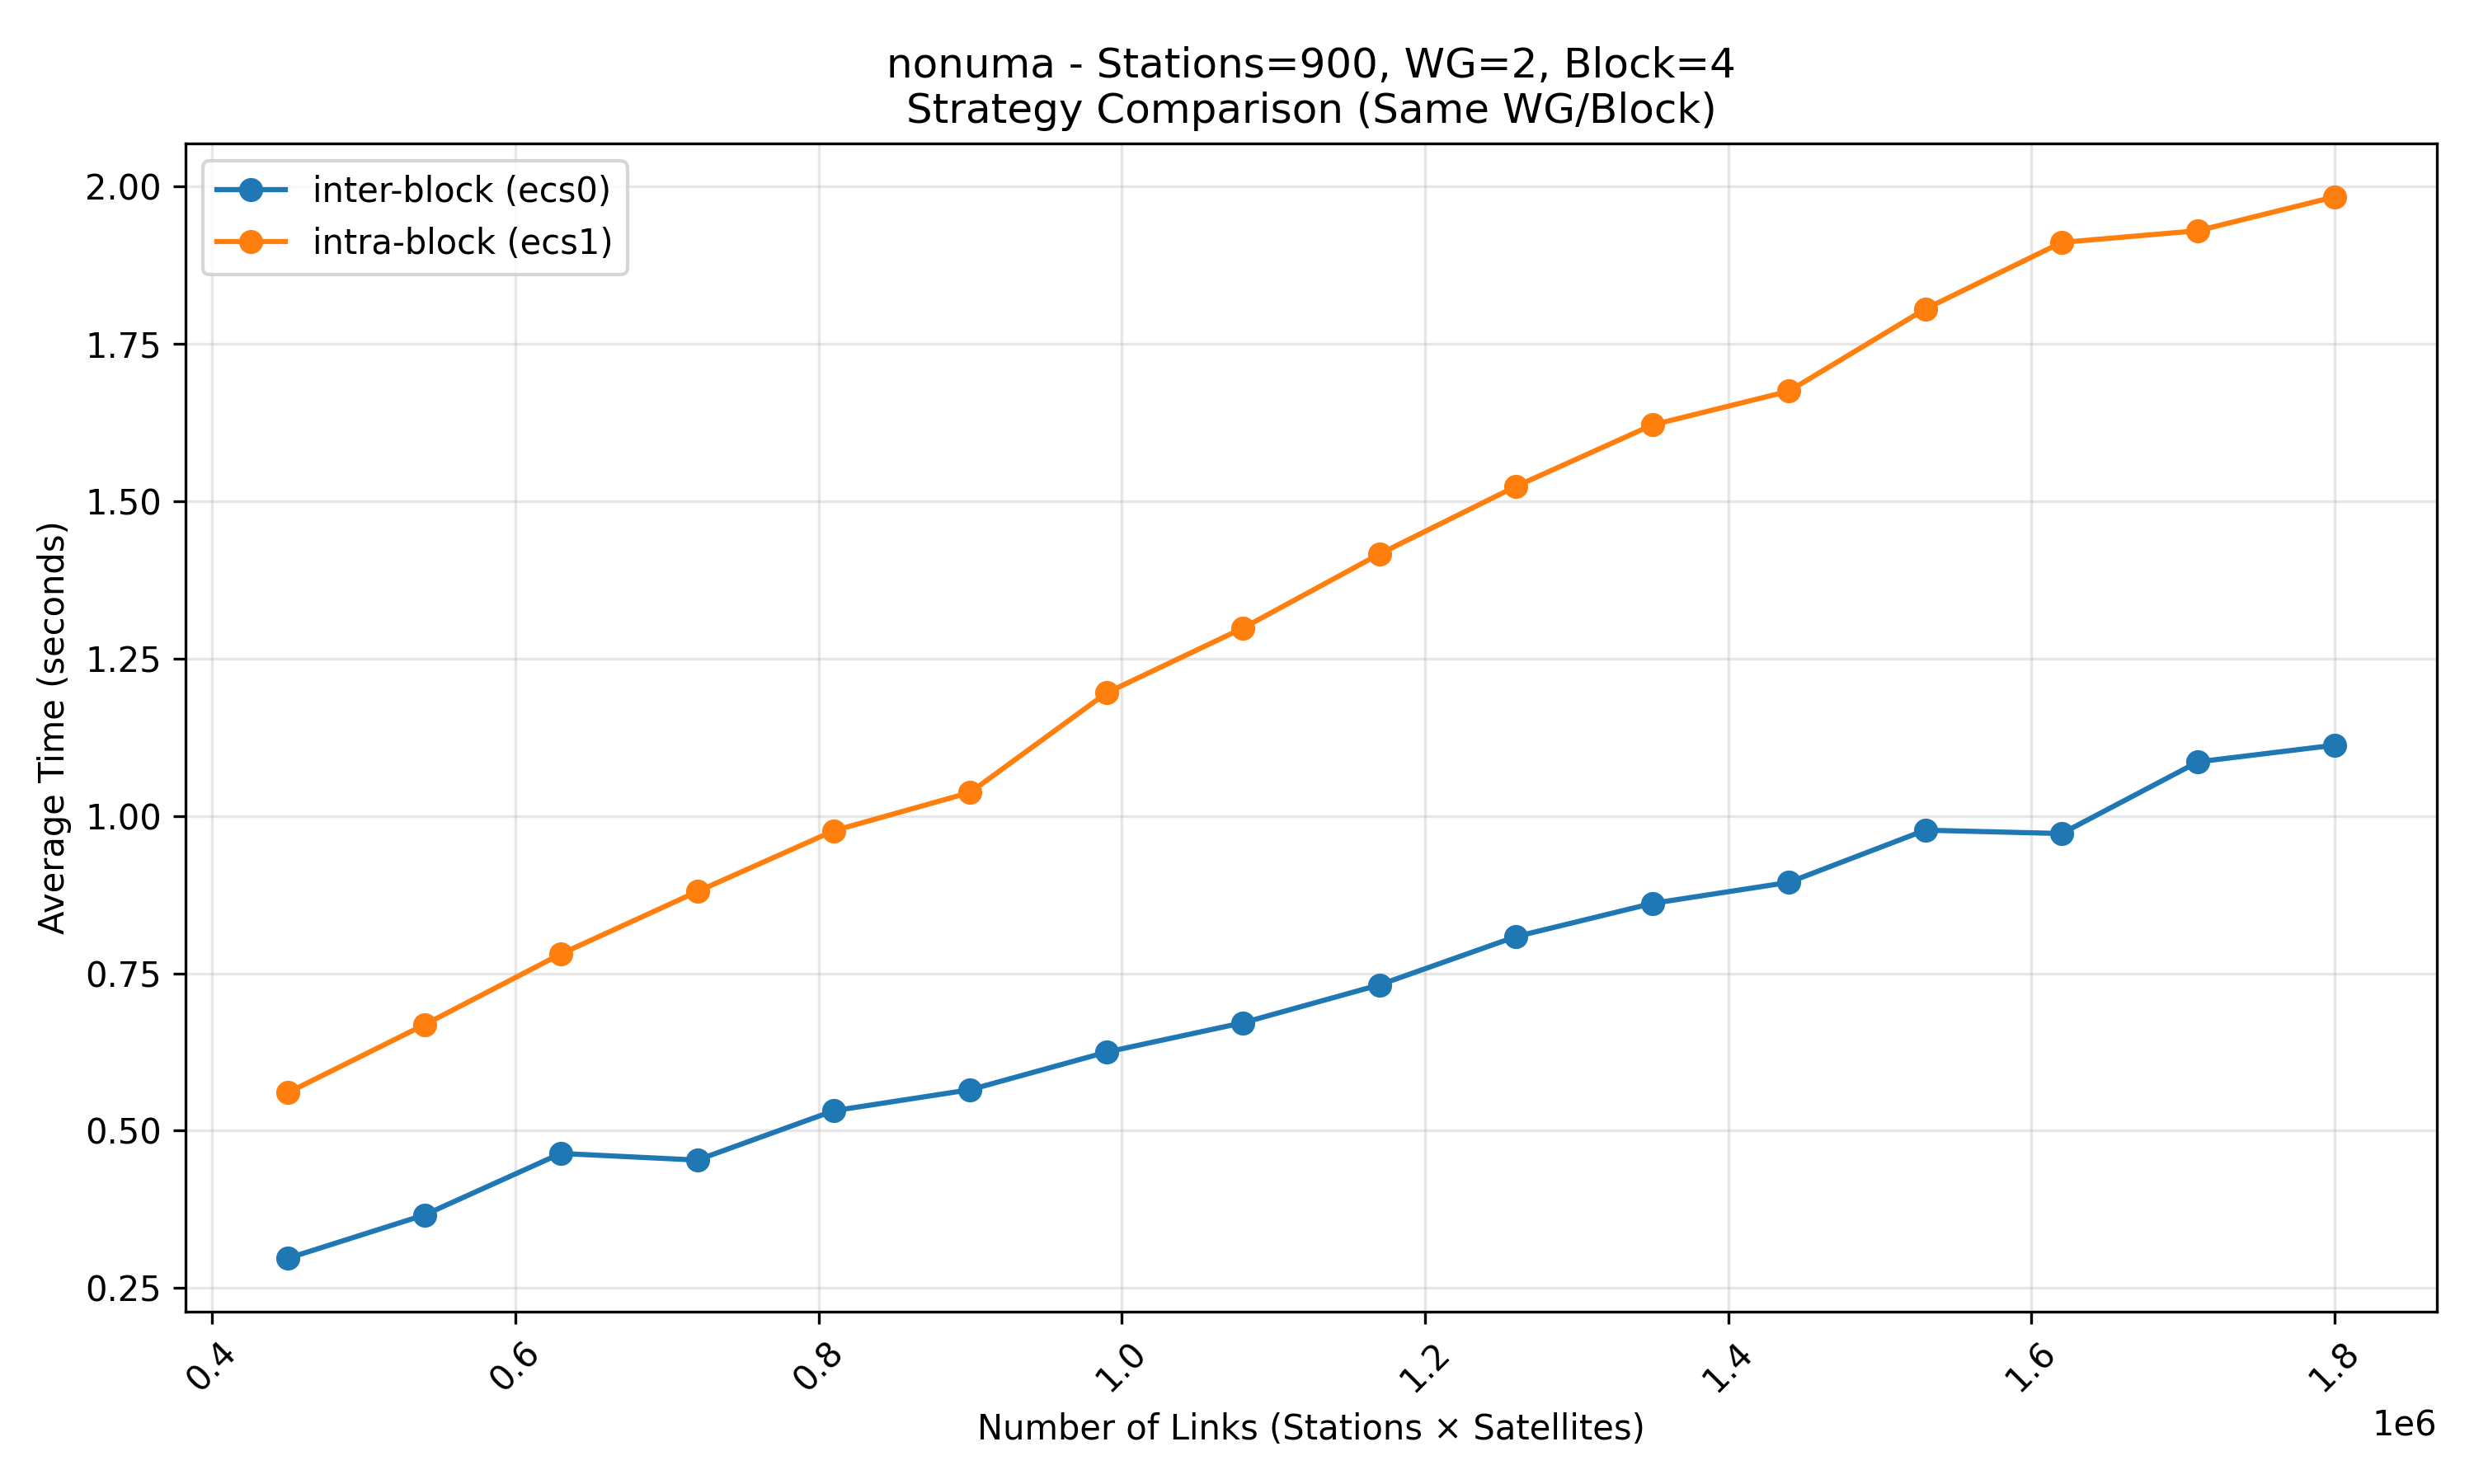 nonuma - Stations=900, WG=2, Block=4
Strategy Comparison (Same WG/Block)
inter-block (ecs0)
intra-block (ecs1)
2.00
1.75
1.50
1.25
1.00
0.75
0.50
0.25
Average Time (seconds)
0.4
0.6
0.8
1.0
1.2
1.4
1.6
1.8
Number of Links (Stations × Satellites)
1e6